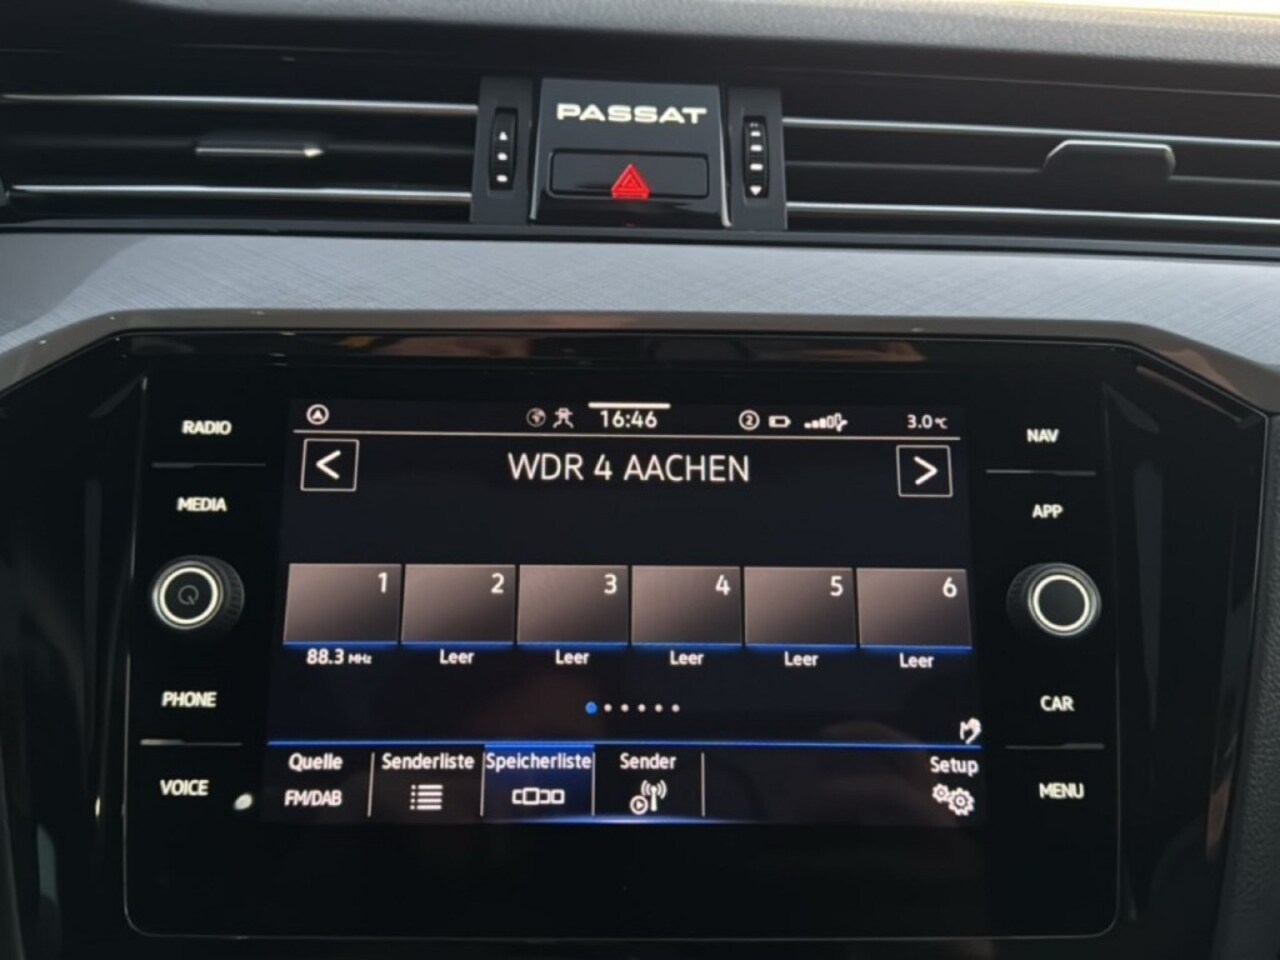 PASSAT
RADIO
MEDIA
PHONE
VOICE
16:46
2
3.0°C
< WDR 4 AACHEN >
1 2 3 4 5 6
88.3 MHz Leer Leer Leer Leer Leer
Quelle Senderliste Speicherliste Sender Setup
FM/DAB
NAV
APP
CAR
MENU